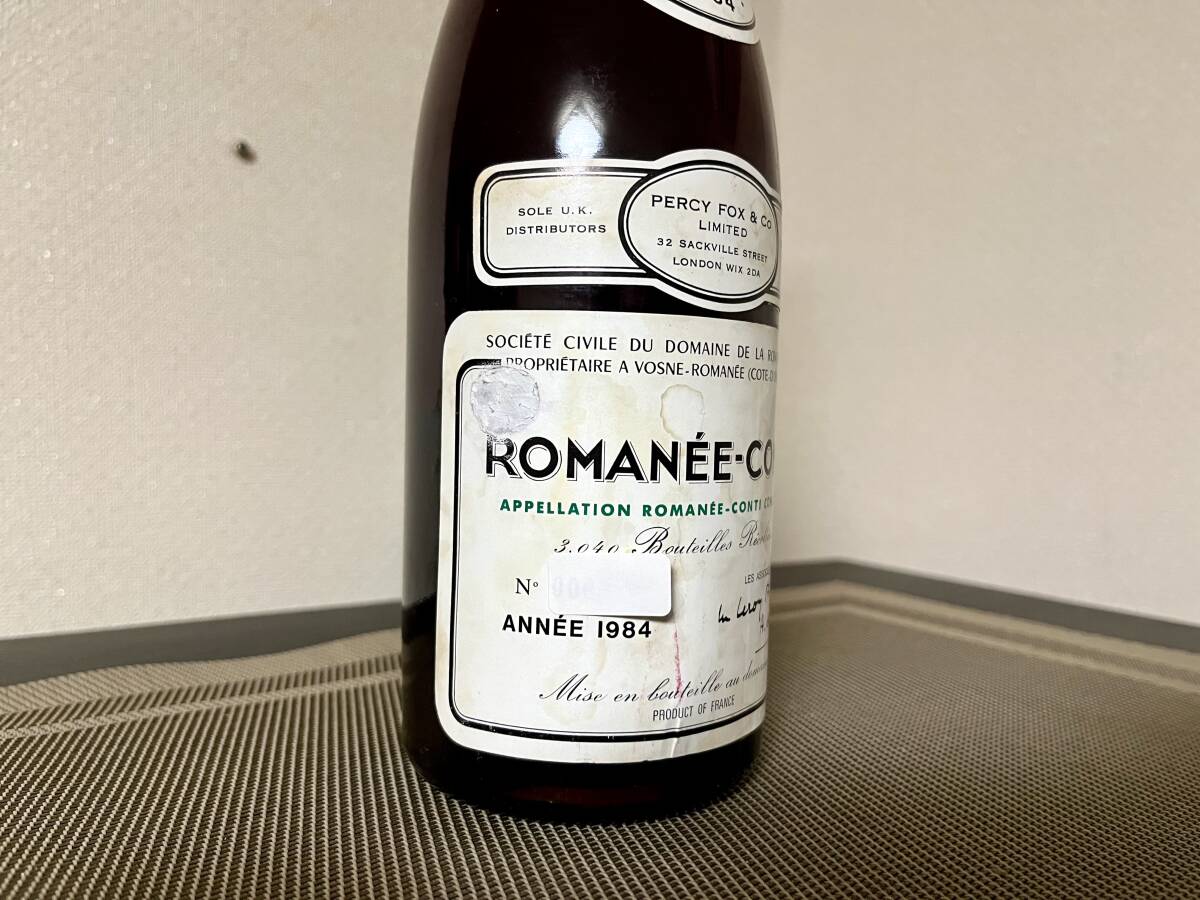 SOLE U.K.
DISTRIBUTORS
PERCY FOX & Co
LIMITED
32 SACKVILLE STREET
LONDON WIX 2DA
SOCIÉTÉ CIVILE DU DOMAINE DE LA
PROPRIÉTAIRE A VOSNE-ROMANÉE
ROMANÉE-CO
APPELLATION ROMANÉE-CONTI
3.040 Bouteilles
N°
LES
ANNÉE 1984
Mise en bouteille au
PRODUCT OF FRANCE